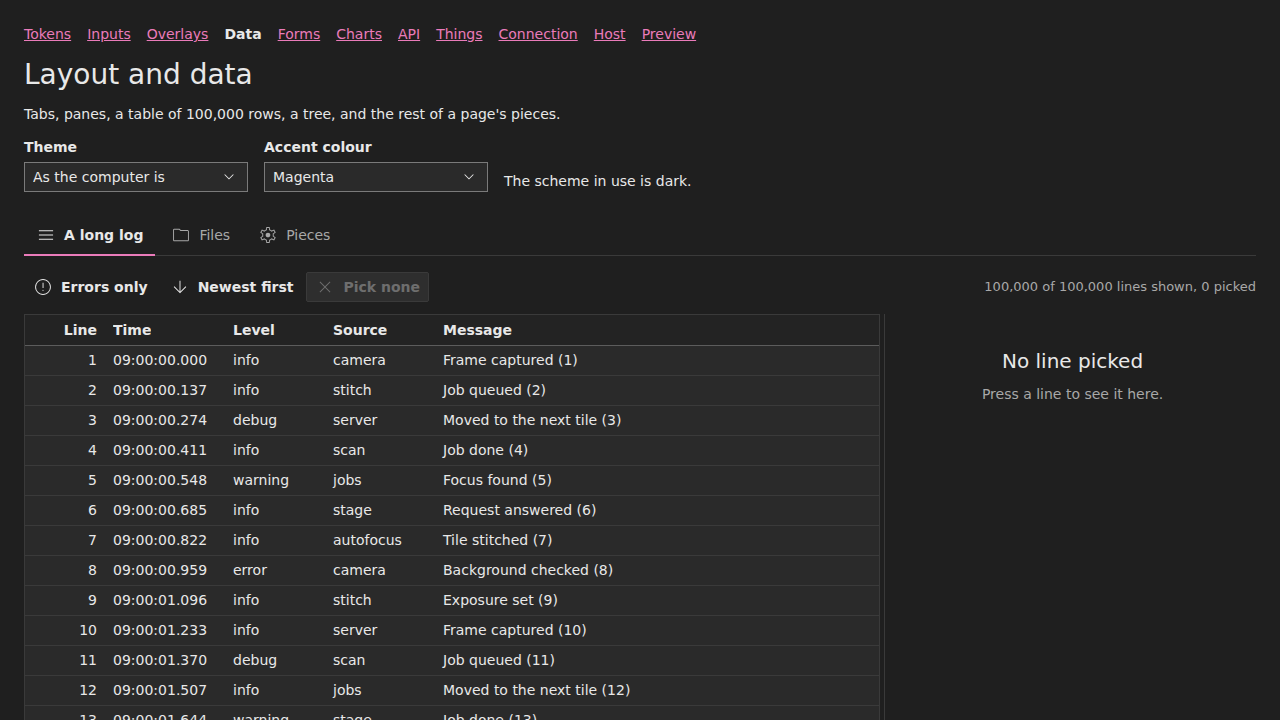 Tokens Inputs Overlays Data Forms Charts API Things Connection Host Preview
Layout and data
Tabs, panes, a table of 100,000 rows, a tree, and the rest of a page's pieces.
Theme Accent colour
As the computer is Magenta The scheme in use is dark.
A long log Files Pieces
Errors only Newest first Pick none 100,000 of 100,000 lines shown, 0 picked
Line Time Level Source Message
1 09:00:00.000 info camera Frame captured (1)
2 09:00:00.137 info stitch Job queued (2)
3 09:00:00.274 debug server Moved to the next tile (3)
4 09:00:00.411 info scan Job done (4)
5 09:00:00.548 warning jobs Focus found (5)
6 09:00:00.685 info stage Request answered (6)
7 09:00:00.822 info autofocus Tile stitched (7)
8 09:00:00.959 error camera Background checked (8)
9 09:00:01.096 info stitch Exposure set (9)
10 09:00:01.233 info server Frame captured (10)
11 09:00:01.370 debug scan Job queued (11)
12 09:00:01.507 info jobs Moved to the next tile (12)
13 09:00:01.644 warning stage Job done (13)
No line picked
Press a line to see it here.